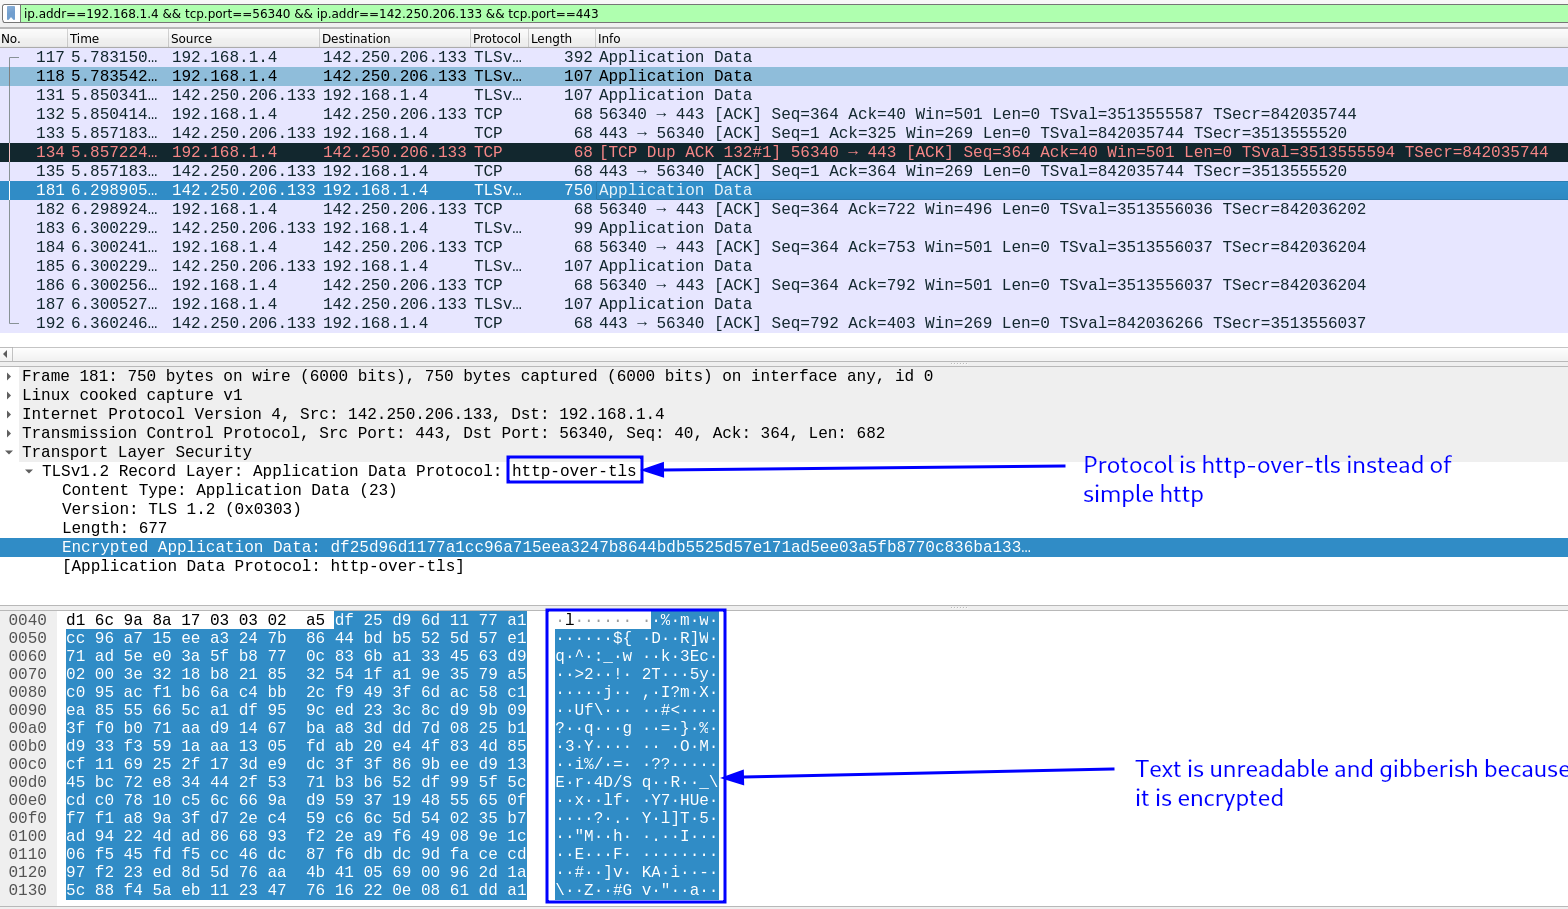 ip.addr==192.168.1.4 && tcp.port==56340 && ip.addr==142.250.206.133 && tcp.port==443
No. Time Source Destination Protocol Length Info
117 5.783150… 192.168.1.4 142.250.206.133 TLSv… 392 Application Data
118 5.783542… 192.168.1.4 142.250.206.133 TLSv… 107 Application Data
131 5.850341… 142.250.206.133 192.168.1.4 TLSv… 107 Application Data
132 5.850414… 192.168.1.4 142.250.206.133 TCP 68 56340 → 443 [ACK] Seq=364 Ack=40 Win=501 Len=0 TSval=3513555587 TSecr=842035744
133 5.857183… 142.250.206.133 192.168.1.4 TCP 68 443 → 56340 [ACK] Seq=1 Ack=325 Win=269 Len=0 TSval=842035744 TSecr=3513555520
134 5.857224… 192.168.1.4 142.250.206.133 TCP 68 [TCP Dup ACK 132#1] 56340 → 443 [ACK] Seq=364 Ack=40 Win=501 Len=0 TSval=3513555594 TSecr=842035744
135 5.857183… 142.250.206.133 192.168.1.4 TCP 68 443 → 56340 [ACK] Seq=1 Ack=364 Win=269 Len=0 TSval=842035744 TSecr=3513555520
181 6.298905… 142.250.206.133 192.168.1.4 TLSv… 750 Application Data
182 6.298924… 192.168.1.4 142.250.206.133 TCP 68 56340 → 443 [ACK] Seq=364 Ack=722 Win=496 Len=0 TSval=3513556036 TSecr=842036202
183 6.300229… 142.250.206.133 192.168.1.4 TLSv… 99 Application Data
184 6.300241… 192.168.1.4 142.250.206.133 TCP 68 56340 → 443 [ACK] Seq=364 Ack=753 Win=501 Len=0 TSval=3513556037 TSecr=842036204
185 6.300229… 142.250.206.133 192.168.1.4 TLSv… 107 Application Data
186 6.300256… 192.168.1.4 142.250.206.133 TCP 68 56340 → 443 [ACK] Seq=364 Ack=792 Win=501 Len=0 TSval=3513556037 TSecr=842036204
187 6.300527… 192.168.1.4 142.250.206.133 TLSv… 107 Application Data
192 6.360246… 142.250.206.133 192.168.1.4 TCP 68 443 → 56340 [ACK] Seq=792 Ack=403 Win=269 Len=0 TSval=842036266 TSecr=3513556037
Frame 181: 750 bytes on wire (6000 bits), 750 bytes captured (6000 bits) on interface any, id 0
Linux cooked capture v1
Internet Protocol Version 4, Src: 142.250.206.133, Dst: 192.168.1.4
Transmission Control Protocol, Src Port: 443, Dst Port: 56340, Seq: 40, Ack: 364, Len: 682
Transport Layer Security
TLSv1.2 Record Layer: Application Data Protocol: http-over-tls
Content Type: Application Data (23)
Version: TLS 1.2 (0x0303)
Length: 677
Encrypted Application Data: df25d96d1177a1cc96a715eea3247b8644bdb5525d57e171ad5ee03a5fb8770c836ba133…
[Application Data Protocol: http-over-tls]
Protocol is http-over-tls instead of
simple http
0040 d1 6c 9a 8a 17 03 03 02 a5 df 25 d9 6d 11 77 a1 ·l······ ··%·m·w·
0050 cc 96 a7 15 ee a3 24 7b 86 44 bd b5 52 5d 57 e1 ······${ ·D··R]W·
0060 71 ad 5e e0 3a 5f b8 77 0c 83 6b a1 33 45 63 d9 q·^·:_·w ··k·3Ec·
0070 02 00 3e 32 18 b8 21 85 32 54 1f a1 9e 35 79 a5 ··>2··!· 2T···5y·
0080 c0 95 ac f1 b6 6a c4 bb 2c f9 49 3f 6d ac 58 c1 ·····j·· ,·I?m·X·
0090 ea 85 55 66 5c a1 df 95 9c ed 23 3c 8c d9 9b 09 ··Uf\··· ··#<····
00a0 3f f0 b0 71 aa d9 14 67 ba a8 3d dd 7d 08 25 b1 ?··q···g ··=·}·%·
00b0 d9 33 f3 59 1a aa 13 05 fd ab 20 e4 4f 83 4d 85 ·3·Y···· ·· ·O·M·
00c0 cf 11 69 25 2f 17 3d e9 dc 3f 3f 86 9b ee d9 13 ··i%/·=· ·??·····
00d0 45 bc 72 e8 34 44 2f 53 71 b3 b6 52 df 99 5f 5c E·r·4D/S q··R··_\
00e0 cd c0 78 10 c5 6c 66 9a d9 59 37 19 48 55 65 0f ··x··lf· ·Y7·HUe·
00f0 f7 f1 a8 9a 3f d7 2e c4 59 c6 6c 5d 54 02 35 b7 ····?·.· Y·l]T·5·
0100 ad 94 22 4d ad 86 68 93 f2 2e a9 f6 49 08 9e 1c ··"M··h· ·.··I···
0110 06 f5 45 fd f5 cc 46 dc 87 f6 db dc 9d fa ce cd ··E···F· ········
0120 97 f2 23 ed 8d 5d 76 aa 4b 41 05 69 00 96 2d 1a ··#··]v· KA·i··-·
0130 5c 88 f4 5a eb 11 23 47 76 16 22 0e 08 61 dd a1 \··Z··#G v·"··a··
Text is unreadable and gibberish because
it is encrypted